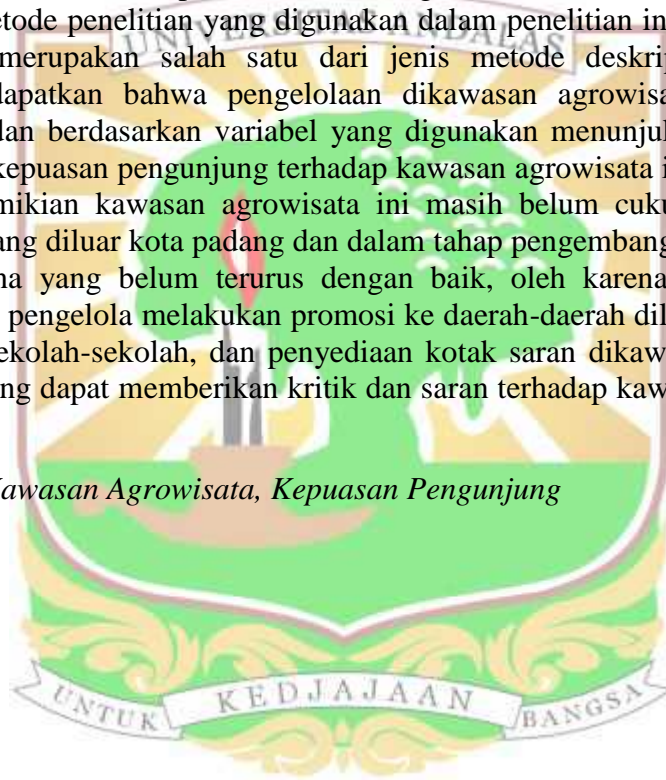 etode penelitian yang digunakan dalam penelitian in
UNIVERSITAS ANDALAS
merupakan salah satu dari jenis metode deskrip
dapatkan bahwa pengelolaan dikawasan agrowisa
dan berdasarkan variabel yang digunakan menunjul
kepuasan pengunjung terhadap kawasan agrowisata i
mikian kawasan agrowisata ini masih belum cuku
ang diluar kota padang dan dalam tahap pengembang
na yang belum terurus dengan baik, oleh karena
pengelola melakukan promosi ke daerah-daerah dil
sekolah-sekolah, dan penyediaan kotak saran dikaw
ng dapat memberikan kritik dan saran terhadap kaw
Kawasan Agrowisata, Kepuasan Pengunjung
UNTUK KEDJAJAAN BANGSA